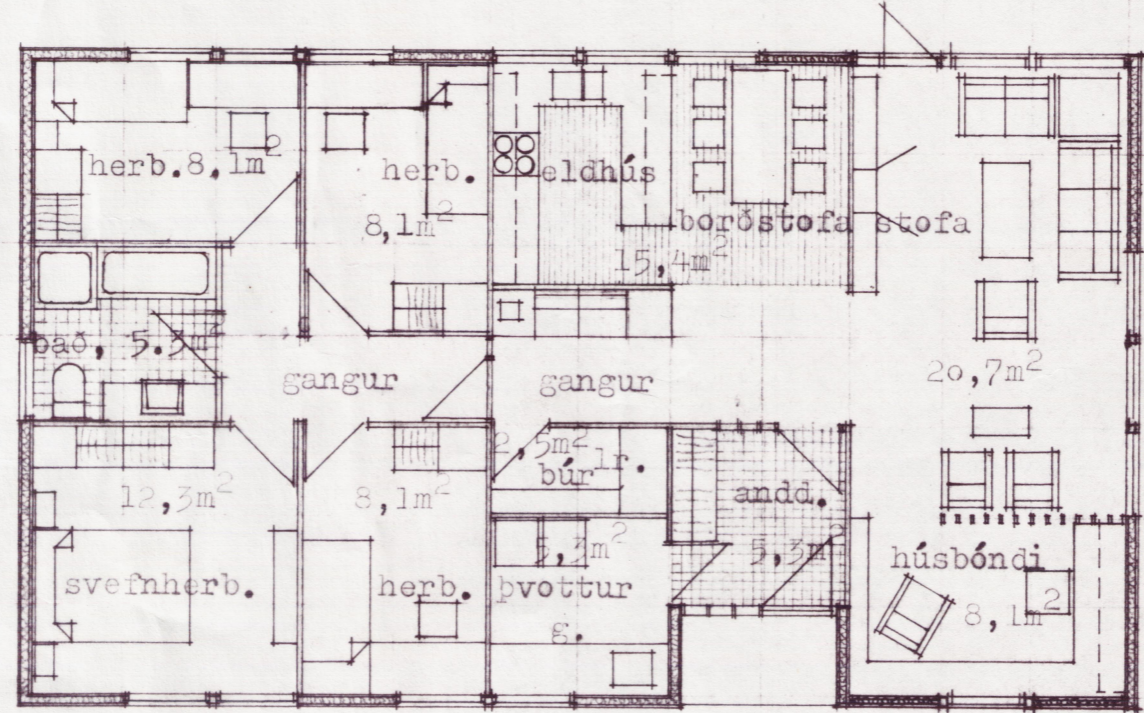 herb. 8,1m²
herb.
8,1m²
eldhús
borðstofa stofa
15,4m²
bað, 5.3m²
gangur
gangur
20,7m²
2,5m²
búr
lr.
12,3m²
8,1m²
andd.
5,3m²
5,3m²
húsbóndi
8,1m²
svefnherb.
herb.
þvottur
g.